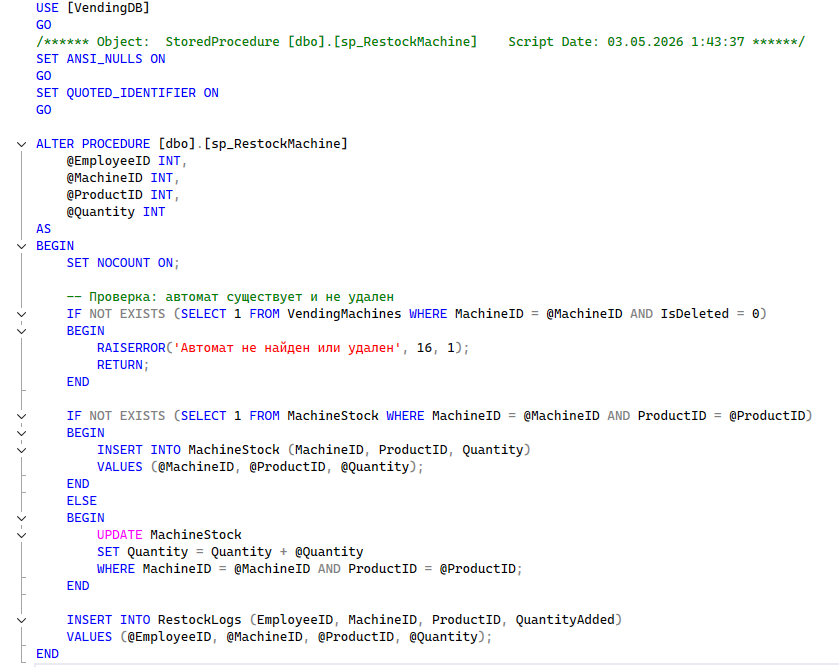 USE [VendingDB]
GO
/****** Object:  StoredProcedure [dbo].[sp_RestockMachine]    Script Date: 03.05.2026 1:43:37 ******/
SET ANSI_NULLS ON
GO
SET QUOTED_IDENTIFIER ON
GO

ALTER PROCEDURE [dbo].[sp_RestockMachine]
    @EmployeeID INT,
    @MachineID INT,
    @ProductID INT,
    @Quantity INT
AS
BEGIN
    SET NOCOUNT ON;

    -- Проверка: автомат существует и не удален
    IF NOT EXISTS (SELECT 1 FROM VendingMachines WHERE MachineID = @MachineID AND IsDeleted = 0)
    BEGIN
        RAISERROR('Автомат не найден или удален', 16, 1);
        RETURN;
    END

    IF NOT EXISTS (SELECT 1 FROM MachineStock WHERE MachineID = @MachineID AND ProductID = @ProductID)
    BEGIN
        INSERT INTO MachineStock (MachineID, ProductID, Quantity)
        VALUES (@MachineID, @ProductID, @Quantity);
    END
    ELSE
    BEGIN
        UPDATE MachineStock
        SET Quantity = Quantity + @Quantity
        WHERE MachineID = @MachineID AND ProductID = @ProductID;
    END

    INSERT INTO RestockLogs (EmployeeID, MachineID, ProductID, QuantityAdded)
    VALUES (@EmployeeID, @MachineID, @ProductID, @Quantity);
END